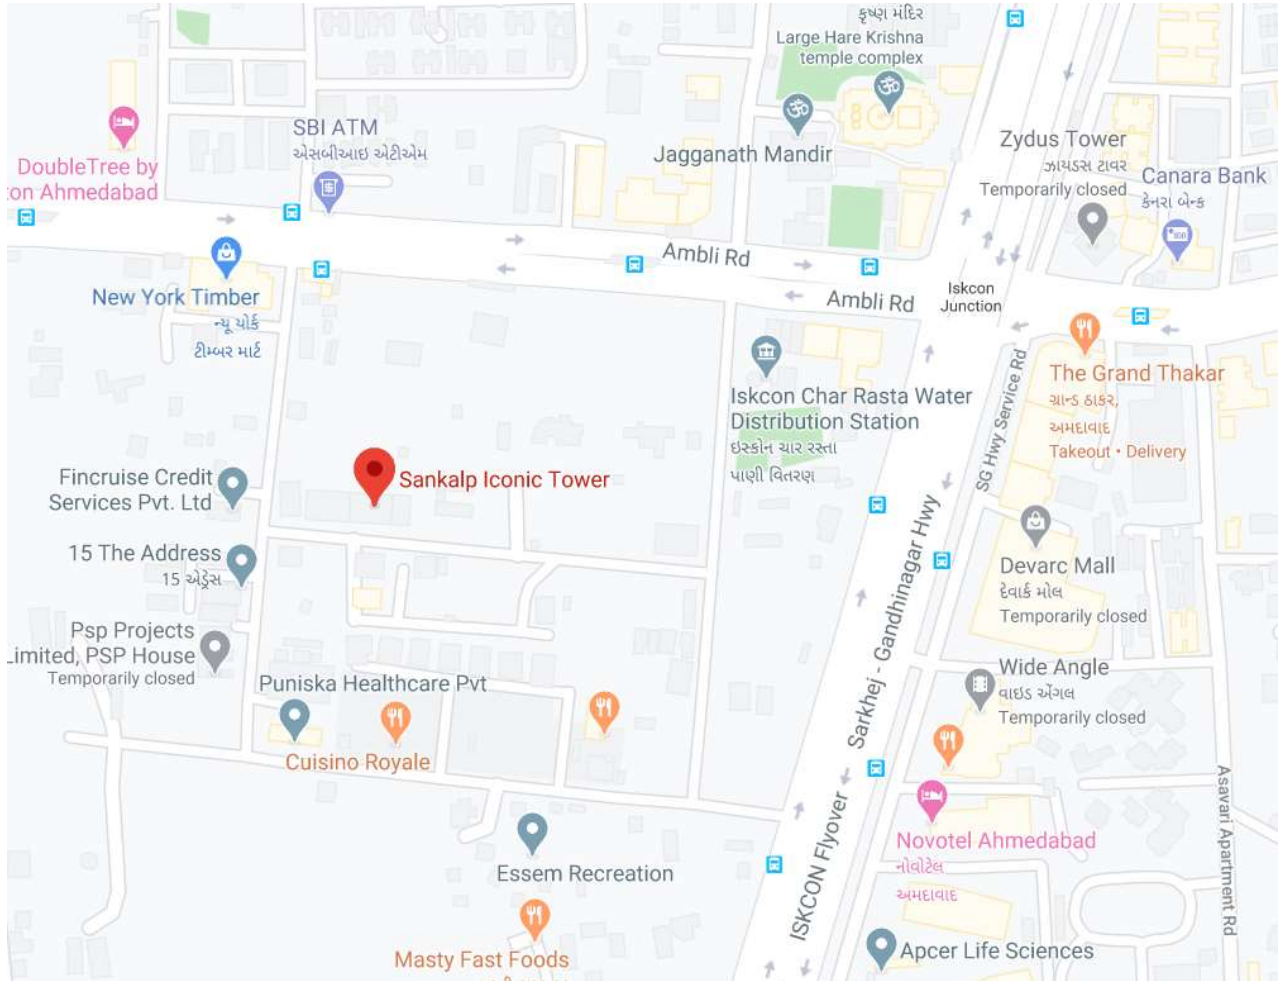 કૃષ્ણ મંદિર
Large Hare Krishna
temple complex
SBI ATM
એસબીઆઇ એટીએમ
Jagganath Mandir
Zydus Tower
ઝાયડસ ટાવર
Temporarily closed
Canara Bank
કેનરા બેન્ક
DoubleTree by
ton Ahmedabad
Ambli Rd
Ambli Rd
Iskcon
Junction
New York Timber
ન્યૂ યોર્ક
ટીમ્બર માર્ટ
Iskcon Char Rasta Water
Distribution Station
ઇસ્કોન ચાર રસ્તા
પાણી વિતરણ
SG Hwy Service Rd
The Grand Thakar
ગ્રાન્ડ ઠાકર,
અમદાવાદ
Takeout • Delivery
Fincruise Credit
Services Pvt. Ltd
Sankalp Iconic Tower
15 The Address
15 એડ્રેસ
Sarkhej - Gandhinagar Hwy
Devarc Mall
દેવાર્ક મોલ
Temporarily closed
Psp Projects
Limited, PSP House
Temporarily closed
Puniska Healthcare Pvt
Cuisino Royale
Wide Angle
વાઇડ એંગલ
Temporarily closed
ISKCON Flyover
Novotel Ahmedabad
નોવોટેલ
અમદાવાદ
Asavari Apartment Rd
Essem Recreation
Masty Fast Foods
Apcer Life Sciences